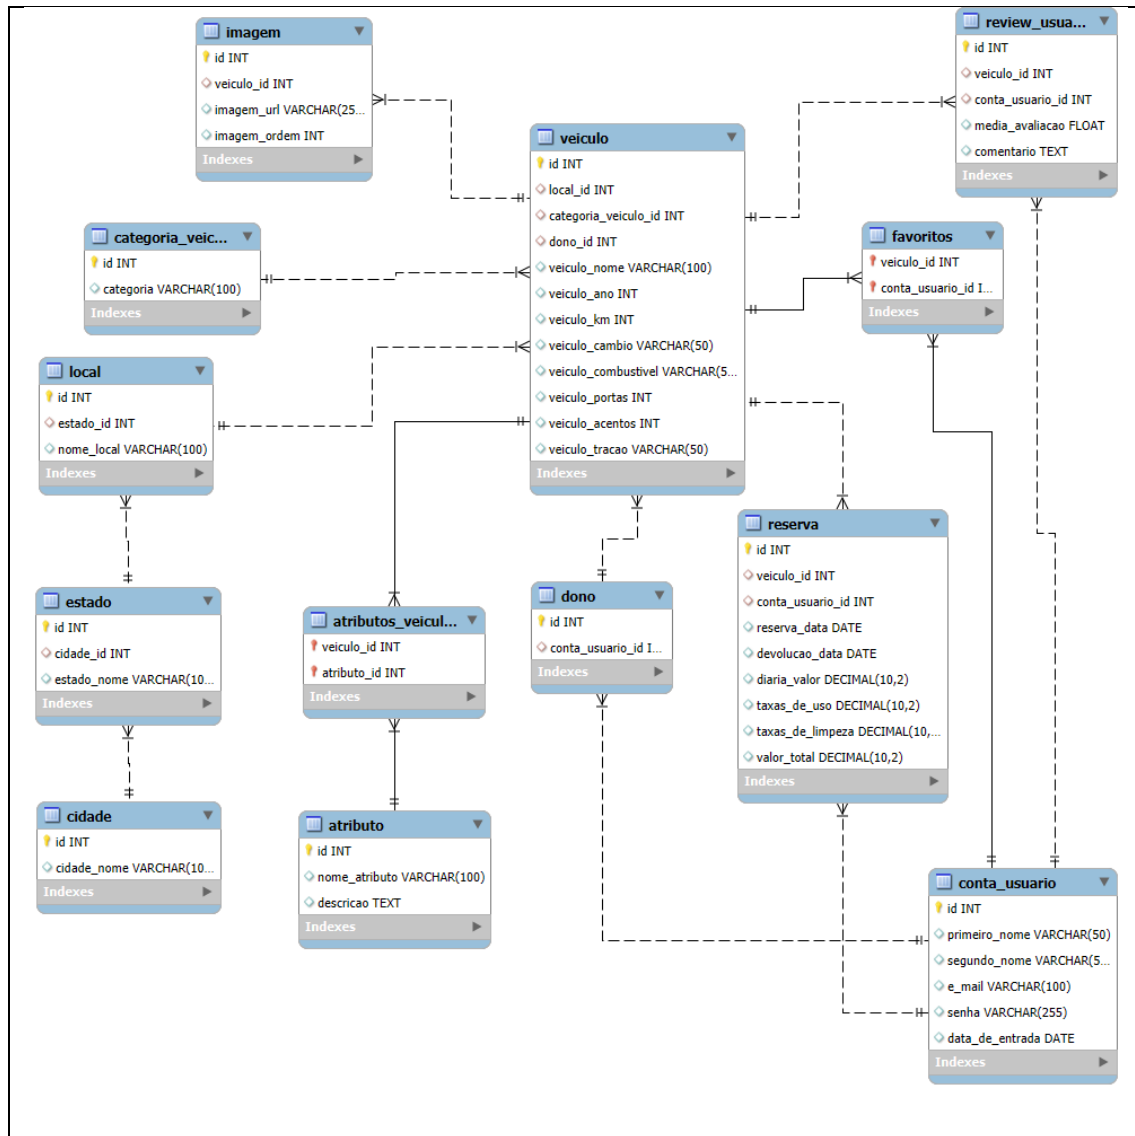 imagem
id INT
veiculo_id INT
imagem_url VARCHAR(25...
imagem_ordem INT
Indexes
review_usua...
id INT
veiculo_id INT
conta_usuario_id INT
media_avaliacao FLOAT
comentario TEXT
Indexes
veiculo
id INT
local_id INT
categoria_veiculo_id INT
dono_id INT
veiculo_nome VARCHAR(100)
veiculo_ano INT
veiculo_km INT
veiculo_cambio VARCHAR(50)
veiculo_combustivel VARCHAR(5...
veiculo_portas INT
veiculo_acentos INT
veiculo_tracao VARCHAR(50)
Indexes
categoria_veic...
id INT
categoria VARCHAR(100)
Indexes
favoritos
veiculo_id INT
conta_usuario_id I...
Indexes
local
id INT
estado_id INT
nome_local VARCHAR(100)
Indexes
reserva
id INT
veiculo_id INT
conta_usuario_id INT
reserva_data DATE
devolucao_data DATE
diaria_valor DECIMAL(10,2)
taxas_de_uso DECIMAL(10,2)
taxas_de_limpeza DECIMAL(10,...
valor_total DECIMAL(10,2)
Indexes
estado
id INT
cidade_id INT
estado_nome VARCHAR(10...
Indexes
atributos_veicul...
veiculo_id INT
atributo_id INT
Indexes
dono
id INT
conta_usuario_id I...
Indexes
cidade
id INT
cidade_nome VARCHAR(10...
Indexes
atributo
id INT
nome_atributo VARCHAR(100)
descricao TEXT
Indexes
conta_usuario
id INT
primeiro_nome VARCHAR(50)
segundo_nome VARCHAR(5...
e_mail VARCHAR(100)
senha VARCHAR(255)
data_de_entrada DATE
Indexes